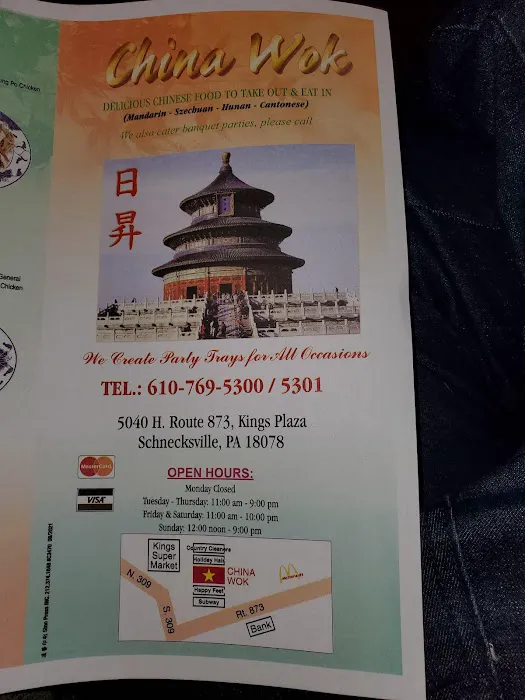 China Wok
DELICIOUS CHINESE FOOD TO TAKE OUT & EAT IN
(Mandarin - Szechuan - Hunan - Cantonese)
We also cater banquet parties, please call
日
昇
We Create Party Trays for All Occasions
TEL.: 610-769-5300 / 5301
5040 H. Route 873, Kings Plaza
Schnecksville, PA 18078
MasterCard
VISA
OPEN HOURS:
Monday Closed
Tuesday - Thursday: 11:00 am - 9:00 pm
Friday & Saturday: 11:00 am - 10:00 pm
Sunday: 12:00 noon - 9:00 pm
Kings
Super
Market
Country Cleaners
Holiday Hair
CHINA
WOK
Happy Feet
Subway
N. 309
S. 309
Rt. 873
Bank
Po Chicken
General
Chicken